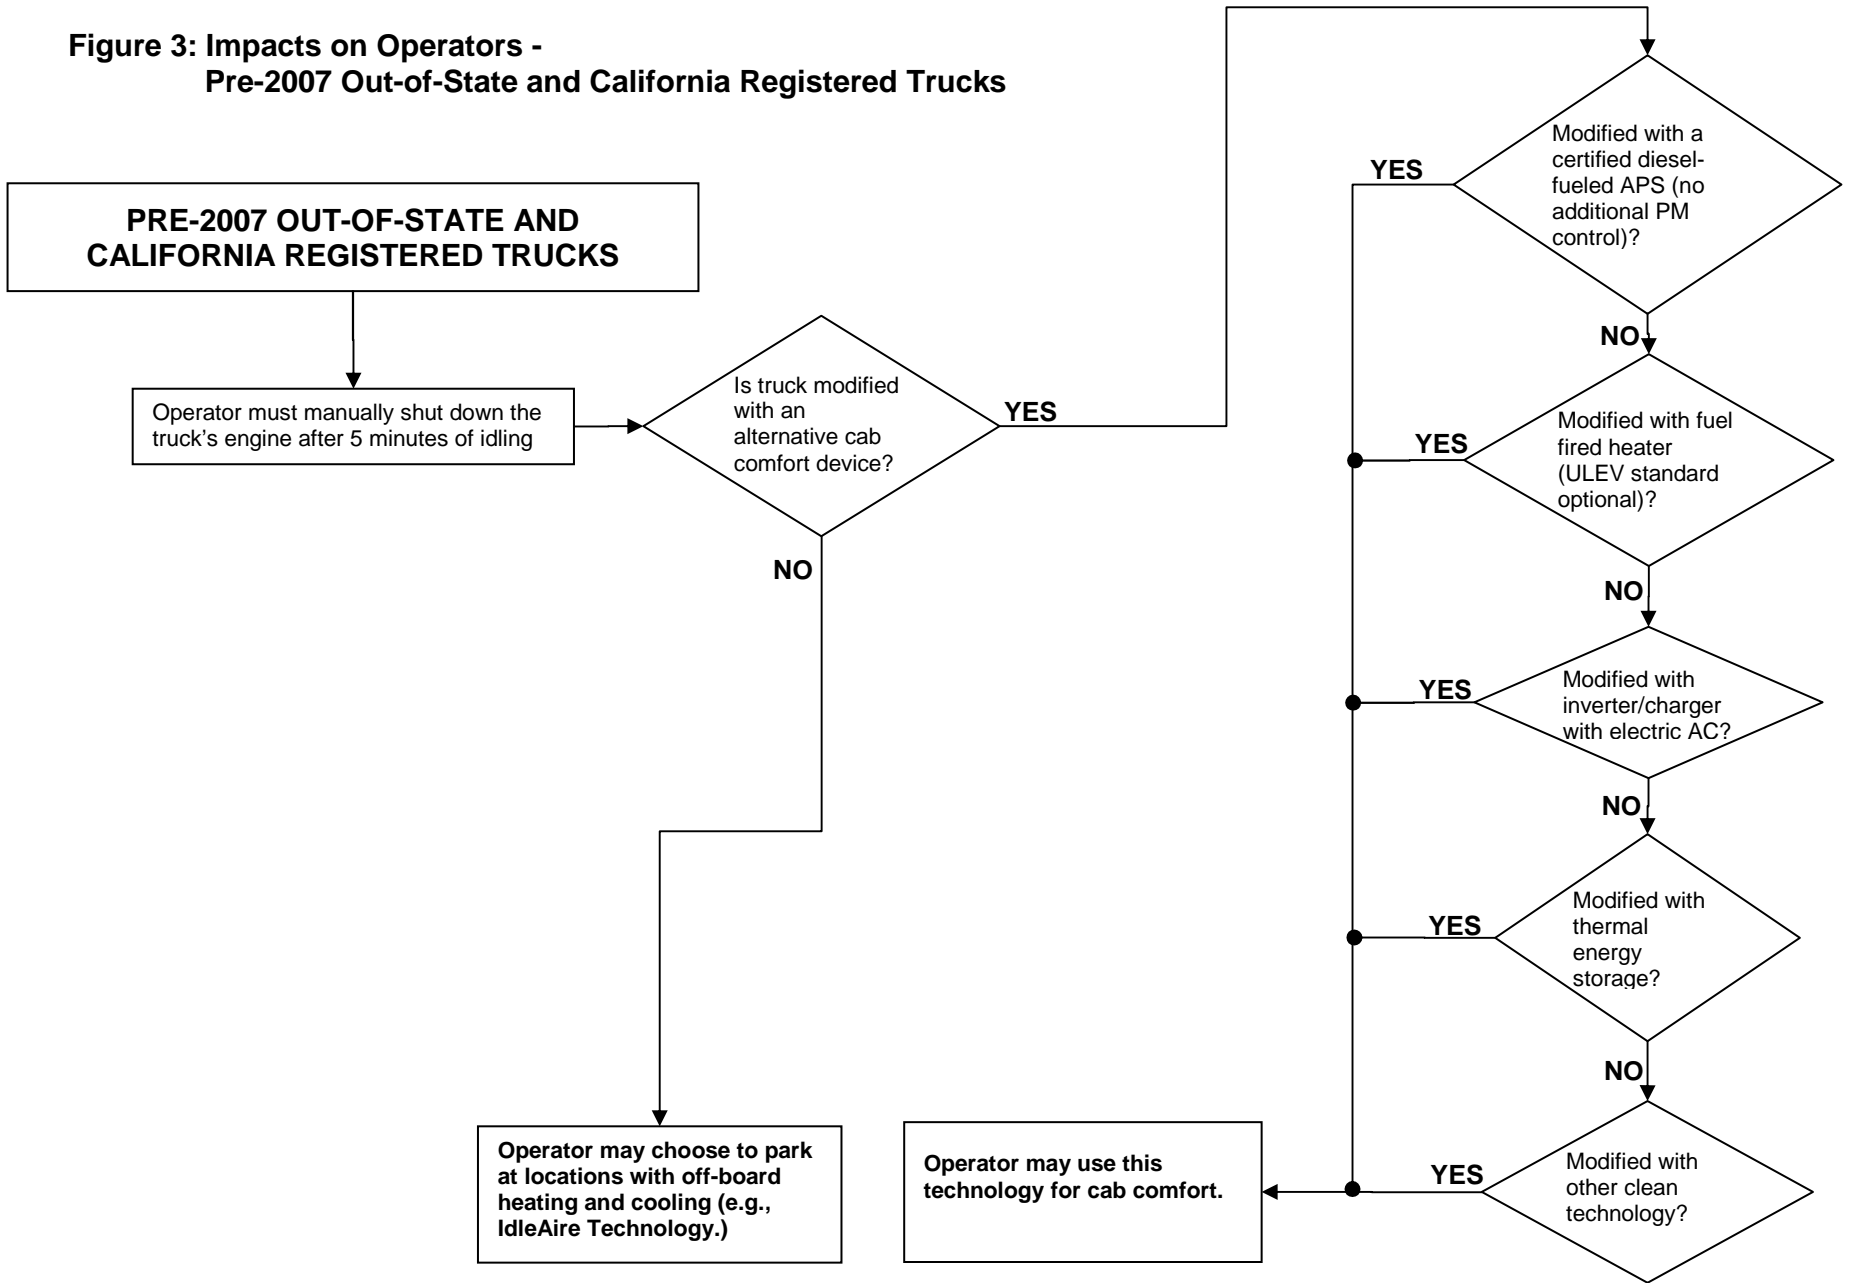 Figure 3: Impacts on Operators -
Pre-2007 Out-of-State and California Registered Trucks
PRE-2007 OUT-OF-STATE AND
CALIFORNIA REGISTERED TRUCKS
Operator must manually shut down the
truck's engine after 5 minutes of idling
Is truck modified
with an
alternative cab
comfort device?
YES
NO
Operator may choose to park
at locations with off-board
heating and cooling (e.g.,
IdleAire Technology.)
Modified with a
certified diesel-
fueled APS (no
additional PM
control)?
YES
NO
Modified with fuel
fired heater
(ULEV standard
optional)?
YES
NO
Modified with
inverter/charger
with electric AC?
YES
NO
Modified with
thermal
energy
storage?
YES
NO
Modified with
other clean
technology?
YES
Operator may use this
technology for cab comfort.